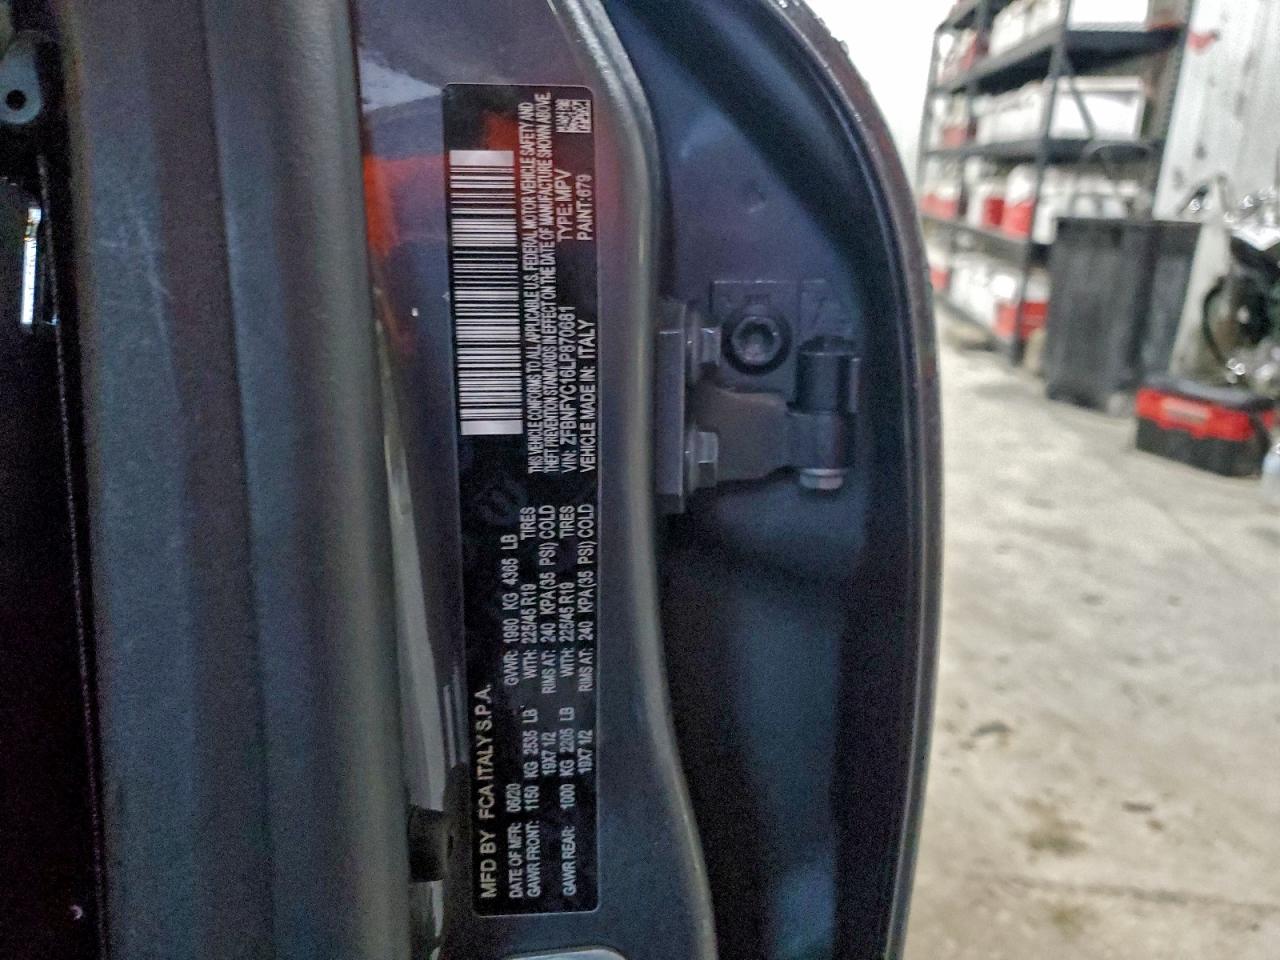 MFD BY FCA ITALY S.P.A.
DATE OF MFR: 06/20 GVWR: 1980 KG 4365 LB
GAWR FRONT: 1150 KG 2535 LB WITH: 225/45 R19 TIRES
19X7 1/2 RIMS AT: 240 KPA(35 PSI) COLD
GAWR REAR: 1000 KG 2205 LB WITH: 225/45 R19 TIRES
19X7 1/2 RIMS AT: 240 KPA(35 PSI) COLD
THIS VEHICLE CONFORMS TO ALL APPLICABLE U.S. FEDERAL MOTOR VEHICLE SAFETY AND
THEFT PREVENTION STANDARDS IN EFFECT ON THE DATE OF MANUFACTURE SHOWN ABOVE.
VIN: ZFBNFYC16LP870681 TYPE: MPV
VEHICLE MADE IN: ITALY PAINT: 679